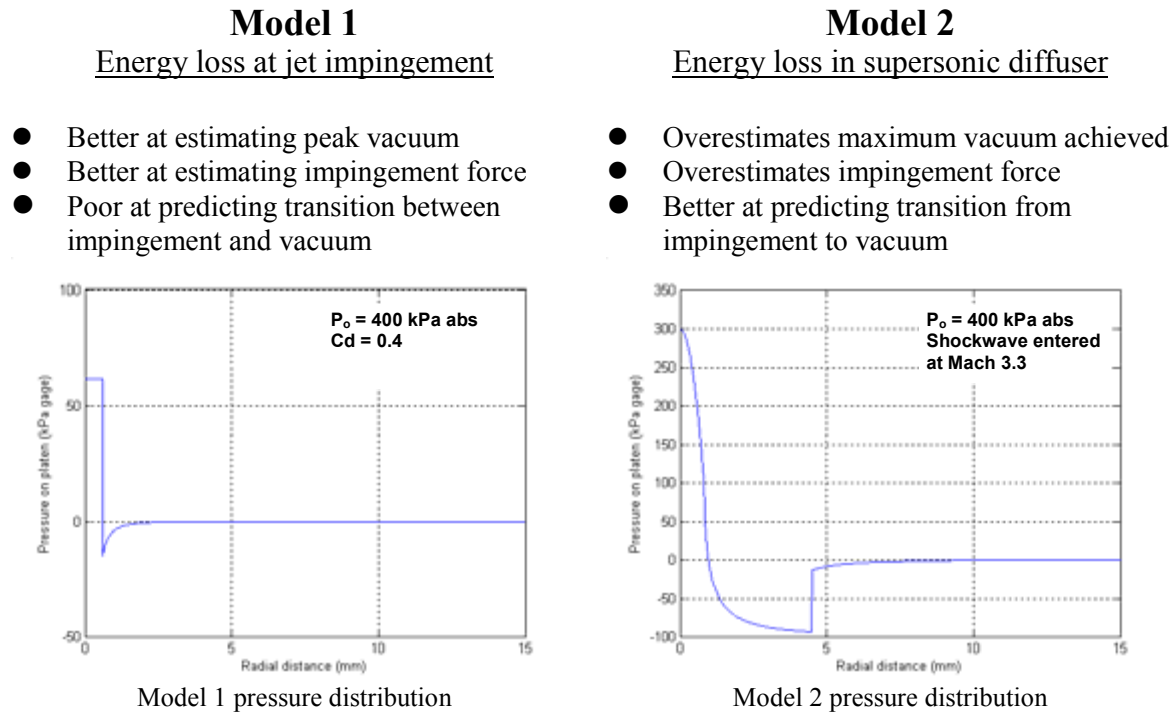 Model 1
Energy loss at jet impingement
● Better at estimating peak vacuum
● Better at estimating impingement force
● Poor at predicting transition between
impingement and vacuum
100
50
0
-50
0
5
10
15
Pressure on platen (kPa gage)
Radial distance (mm)
Pₒ = 400 kPa abs
Cd = 0.4
Model 1 pressure distribution
Model 2
Energy loss in supersonic diffuser
● Overestimates maximum vacuum achieved
● Overestimates impingement force
● Better at predicting transition from
impingement to vacuum
350
300
250
200
150
100
50
0
-50
-100
0
5
10
15
Pressure on platen (kPa gage)
Radial distance (mm)
Pₒ = 400 kPa abs
Shockwave entered
at Mach 3.3
Model 2 pressure distribution